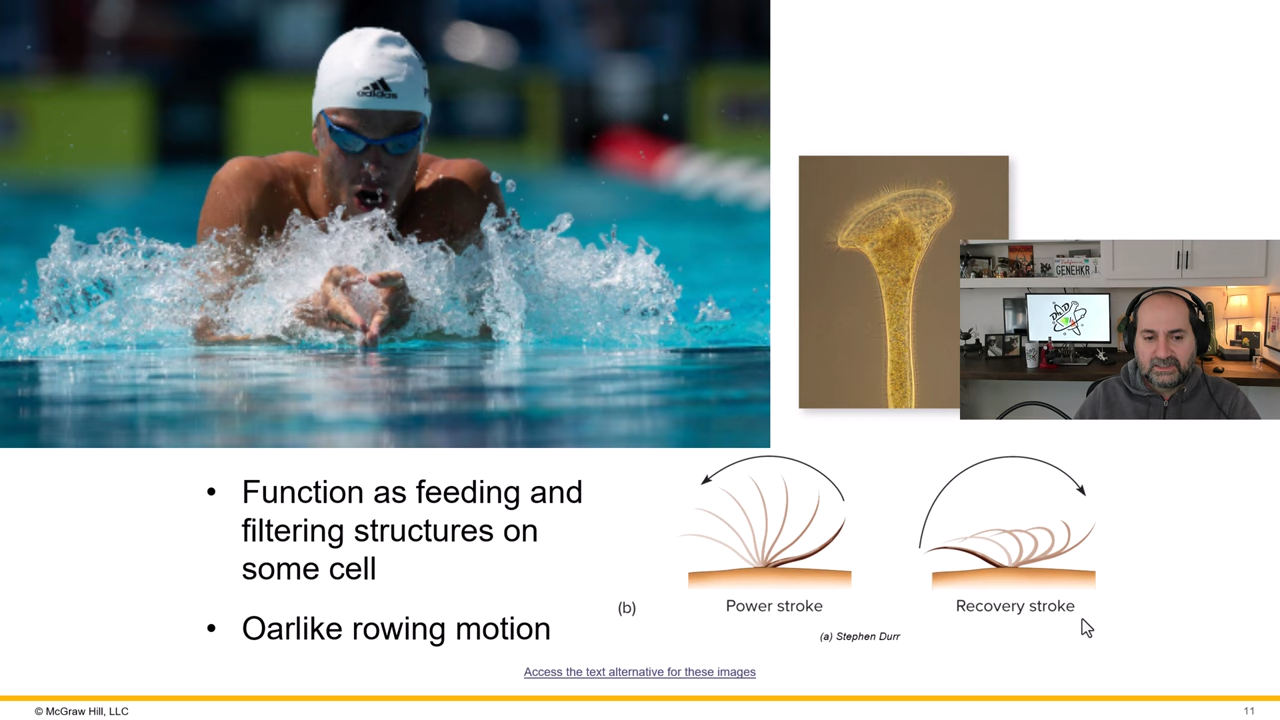 adidas
California
GENEHKR
• Function as feeding and
filtering structures on
some cell
• Oarlike rowing motion
(b)
Power stroke
Recovery stroke
(a) Stephen Durr
Access the text alternative for these images
© McGraw Hill, LLC
11